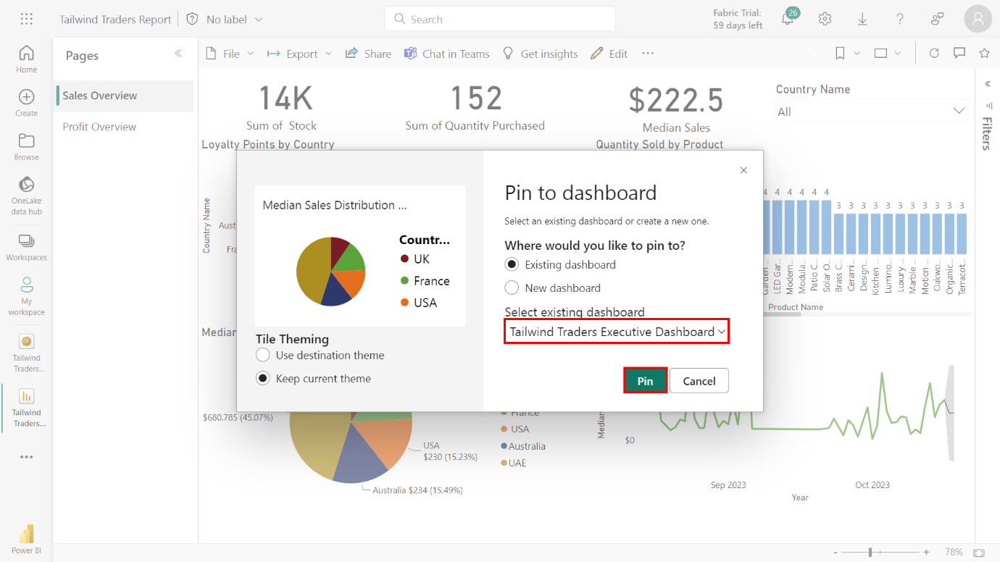 Tailwind Traders Report
No label
Search
Fabric Trial:
59 days left
26
Home
Create
Browse
OneLake
data hub
Workspaces
My
workspace
Tailwind
Traders...
Tailwind
Traders...
Power BI
Pages
Sales Overview
Profit Overview
File
Export
Share
Chat in Teams
Get insights
Edit
14K
Sum of Stock
152
Sum of Quantity Purchased
$222.5
Median Sales
Country Name
All
Filters
Loyalty Points by Country
Quantity Sold by Product
Country Name
Aust
Fra
Median
Median Sales Distribution ...
Countr...
UK
France
USA
Tile Theming
Use destination theme
Keep current theme
Pin to dashboard
Select an existing dashboard or create a new one.
Where would you like to pin to?
Existing dashboard
New dashboard
Select existing dashboard
Tailwind Traders Executive Dashboard
Pin
Cancel
4 4 4 4 4 4 3 3 3 3 3 3 3 3 3 3 3
Garden ...
LED Gar...
Modern...
Modula...
Patio C...
Solar O...
Brass C...
Cerami...
Design...
Kitchen ...
Lumino...
Luxury ...
Marble ...
Motion ...
Oakwo...
Organic...
Terracot...
Product Name
$680.785 (45.07%)
USA
$230 (15.23%)
Australia $234 (15.49%)
France
USA
Australia
UAE
Median
$0
Sep 2023
Oct 2023
Year
- + 78%